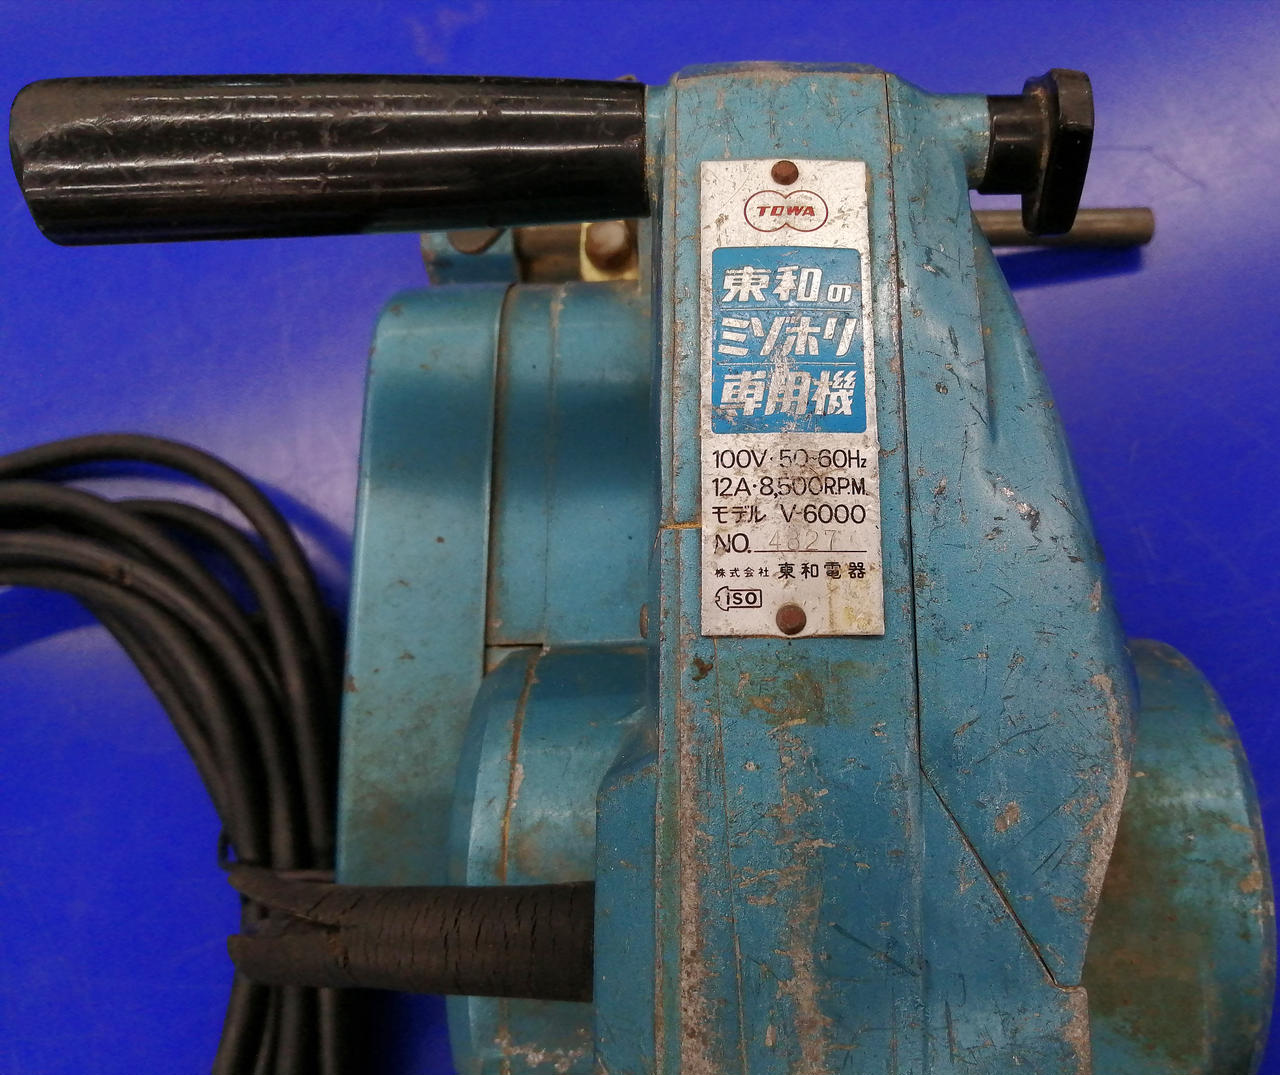 TOWA
東和の
ミゾホリ
専用機
100V・50-60Hz
12A・8,500R.P.M.
モデル V-6000
NO. 4827
株式会社 東和電器
ISO